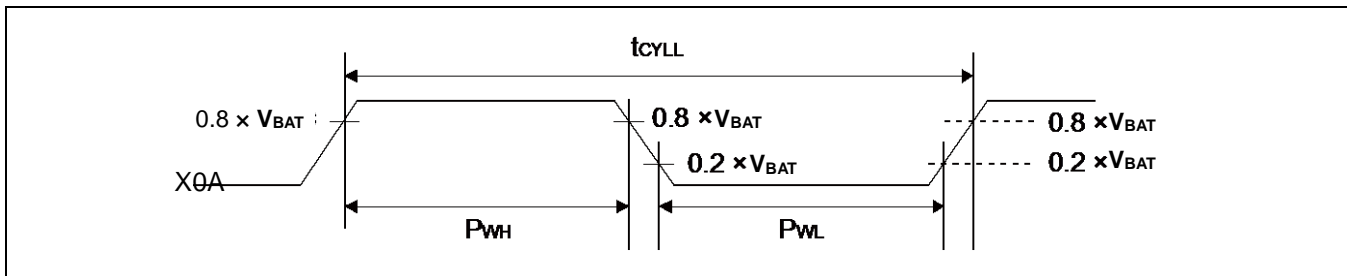 tCYLL
0.8 × VBAT
0.8 ×VBAT
0.8 ×VBAT
0.2 ×VBAT
0.2 ×VBAT
X0A
PWH
PWL